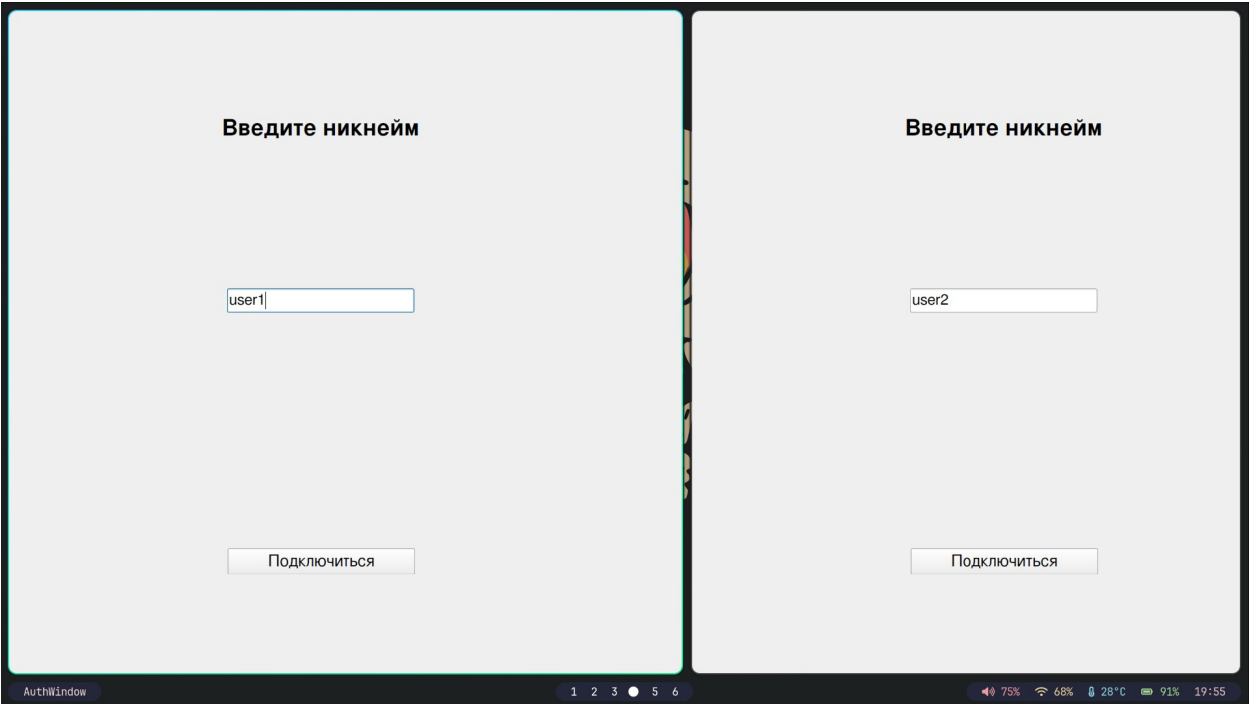 Введите никнейм
user1
Подключиться
Введите никнейм
user2
Подключиться
AuthWindow
1 2 3 5 6
75% 68% 28°C 91% 19:55